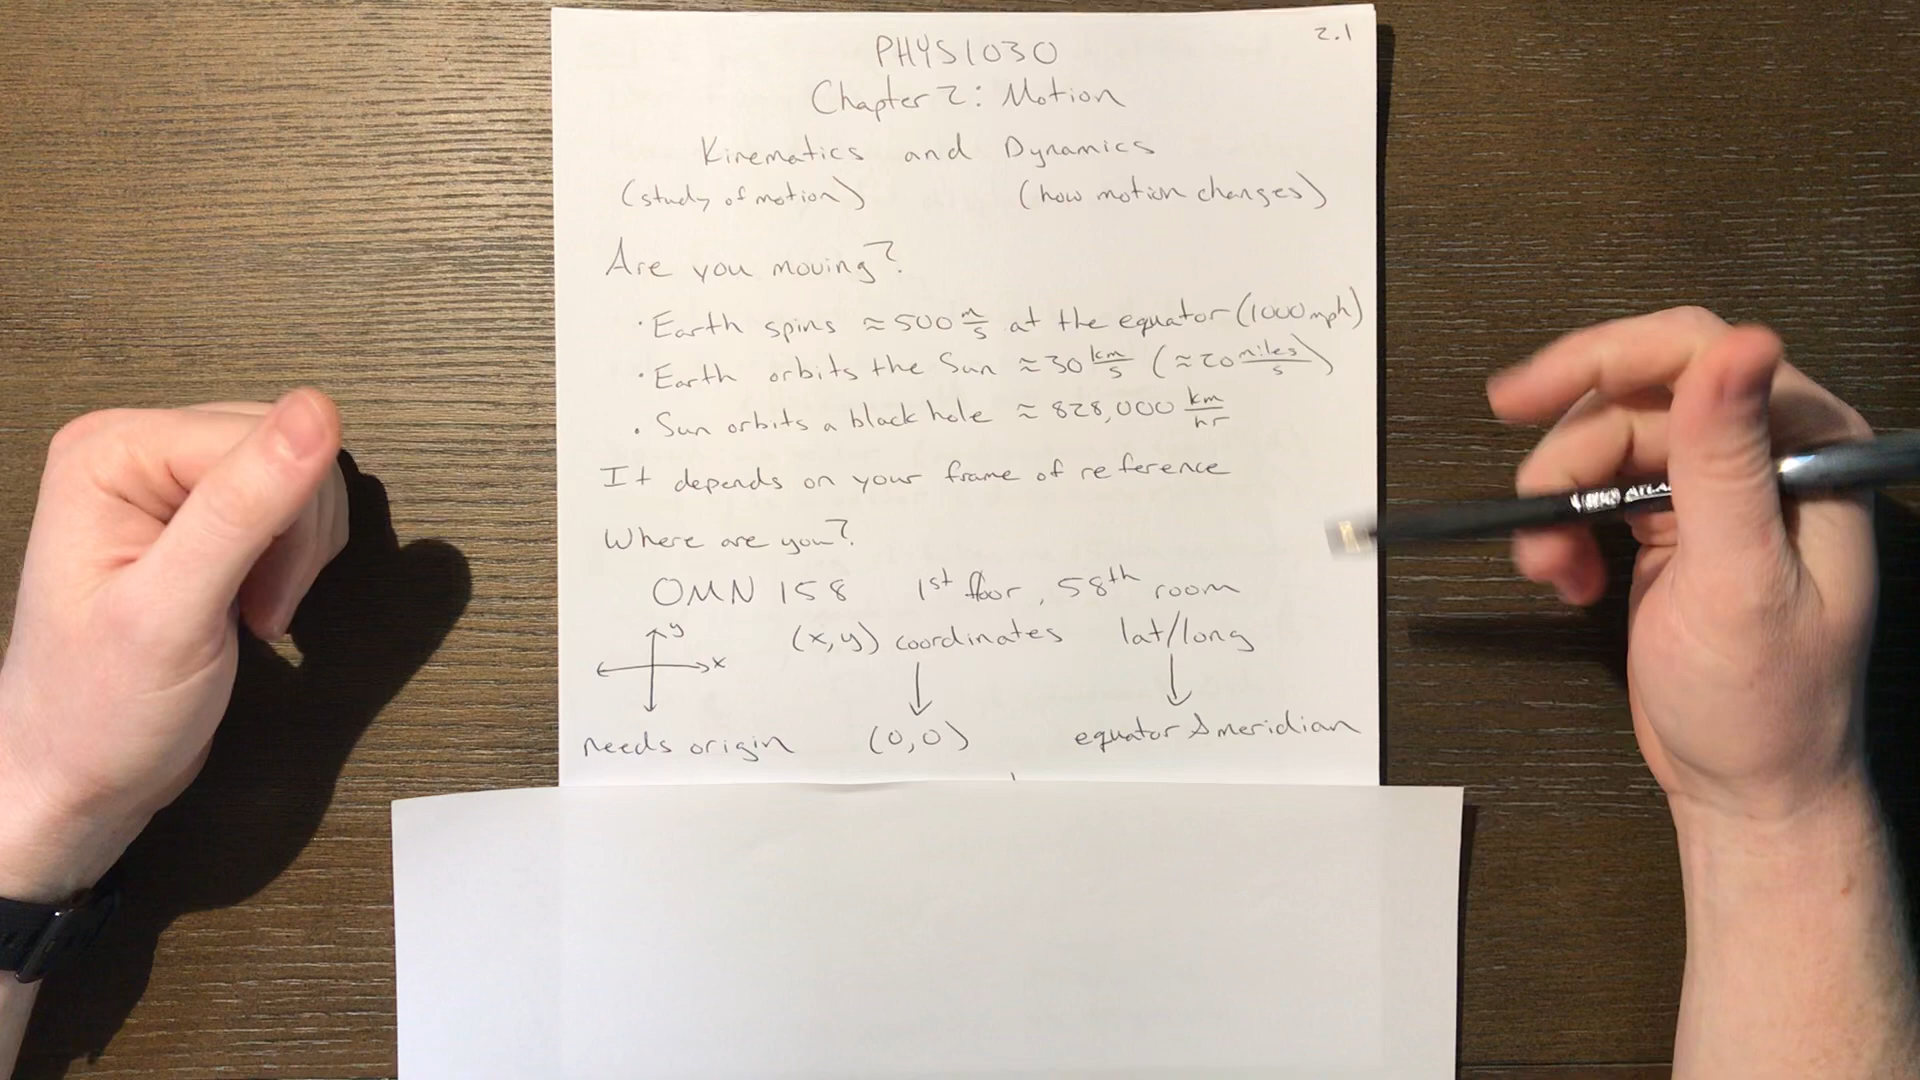 2.1
PHYS1030
Chapter 2: Motion
Kinematics and Dynamics
(study of motion) (how motion changes)
Are you moving?
• Earth spins ≈ 500 m/s at the equator (1000 mph)
• Earth orbits the Sun ≈ 30 km/s (≈ 20 miles/s)
• Sun orbits a black hole ≈ 828,000 km/hr
It depends on your frame of reference
Where are you?
OMN 158 1st floor, 58th room
y
(x,y) coordinates lat/long
x
needs origin (0,0) equator & meridian